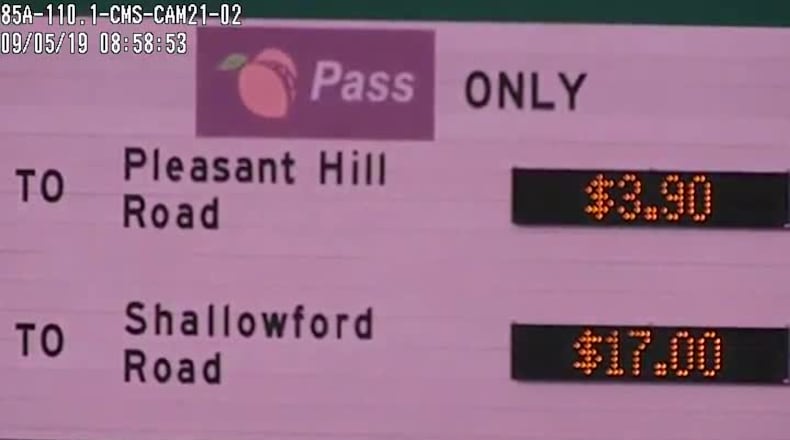 85A-110.1-CMS-CAM21-02
09/05/19 08:58:53
Pass ONLY
TO Pleasant Hill Road $3.90
TO Shallowford Road $17.00